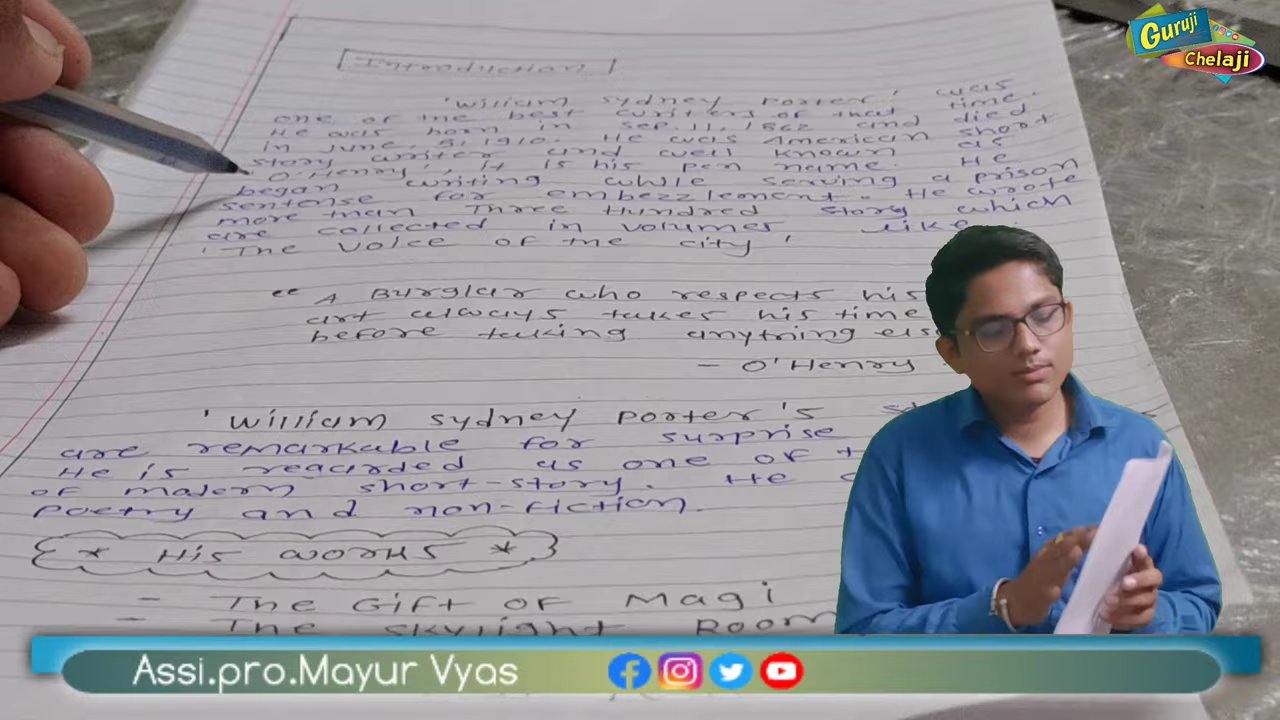 Guruji
Chelaji
Introduction
'William Sydney Porter' was
one of the best writers of that time.
He was born in Sep. 11, 1862 and died
in June, 5, 1910. He was American short
story writer and well known as
'O'Henry', it is his pen name. He
began writing while serving a prison
sentence for embezzlement. He wrote
more than Three Hundred story which
are collected in volumes like
'The Voice of the city'
"A Burglar who respects his
art always takes his time
before taking anything else
- O'Henry
'William Sydney Porter's
are remarkable for surprise
He is regarded as one of
of modern short-story. He
poetry and non-fiction.
* His works *
- The Gift of Magi
- The skylight Room
Assi.pro.Mayur Vyas